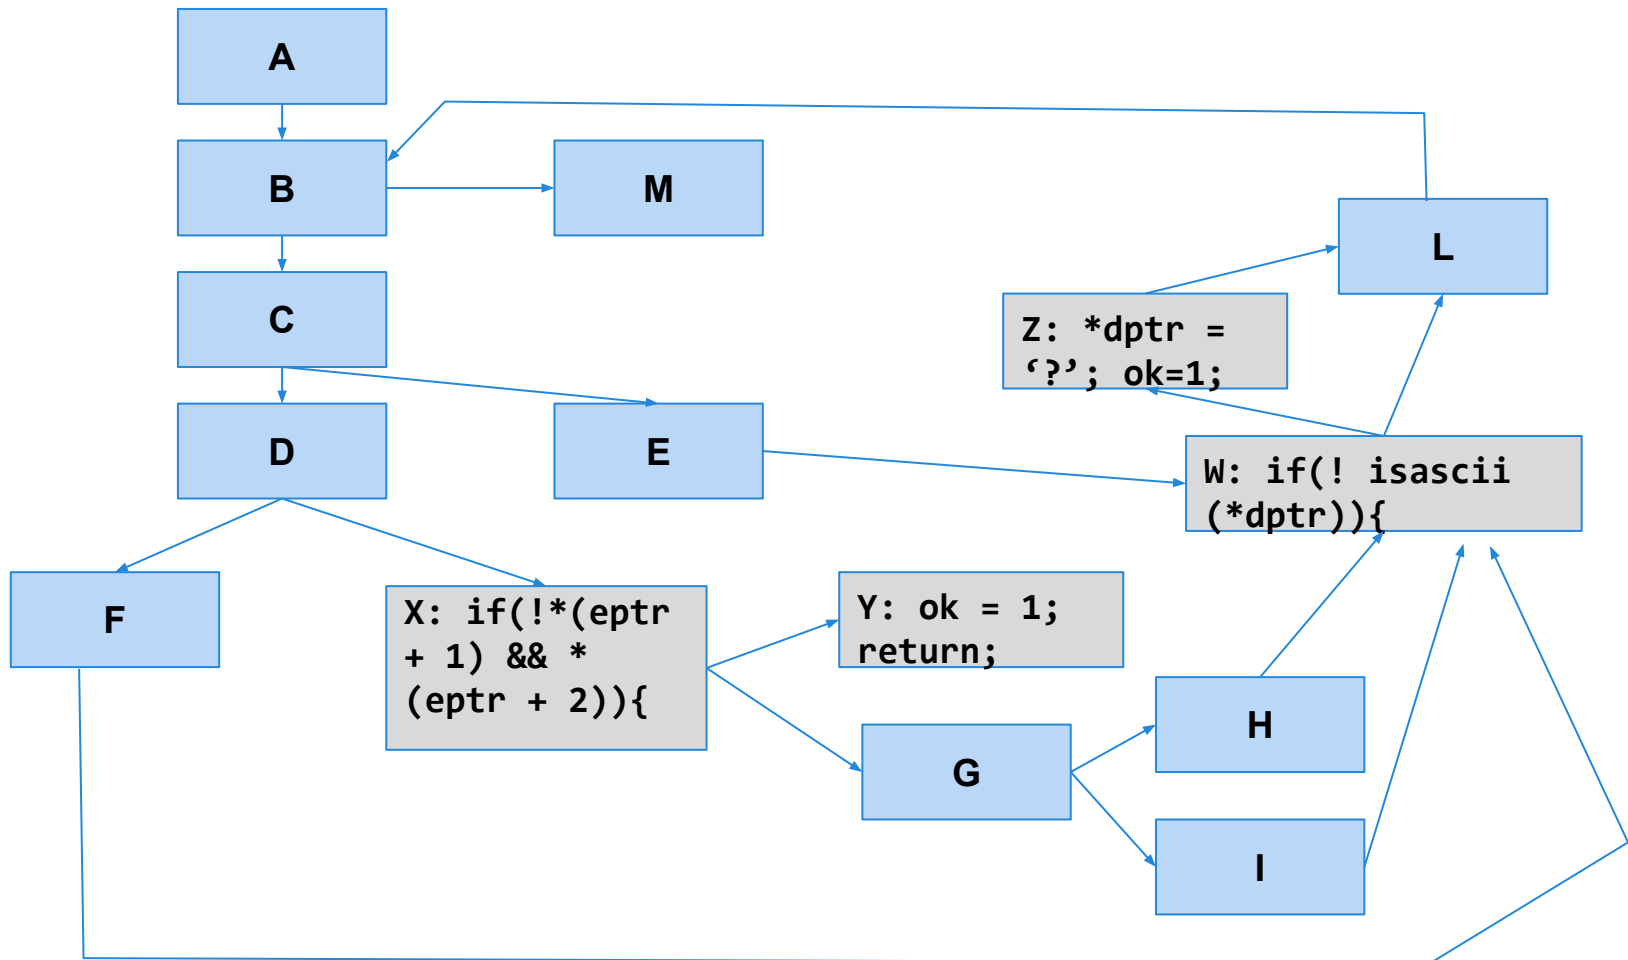 A
B
M
L
C
Z: *dptr =
‘?’; ok=1;
D
E
W: if(! isascii
(*dptr)){
F
X: if(!*(eptr
+ 1) && *
(eptr + 2)){
Y: ok = 1;
return;
H
G
I